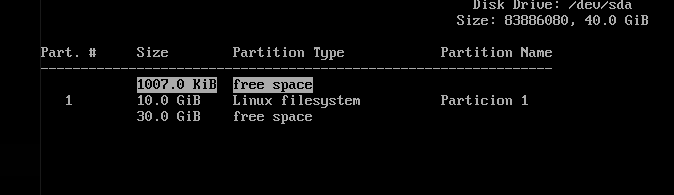 Disk Drive: /dev/sda
Size: 83886080, 40.0 GiB
Part. # Size Partition Type Partition Name
1007.0 KiB free space
1 10.0 GiB Linux filesystem Particion 1
30.0 GiB free space